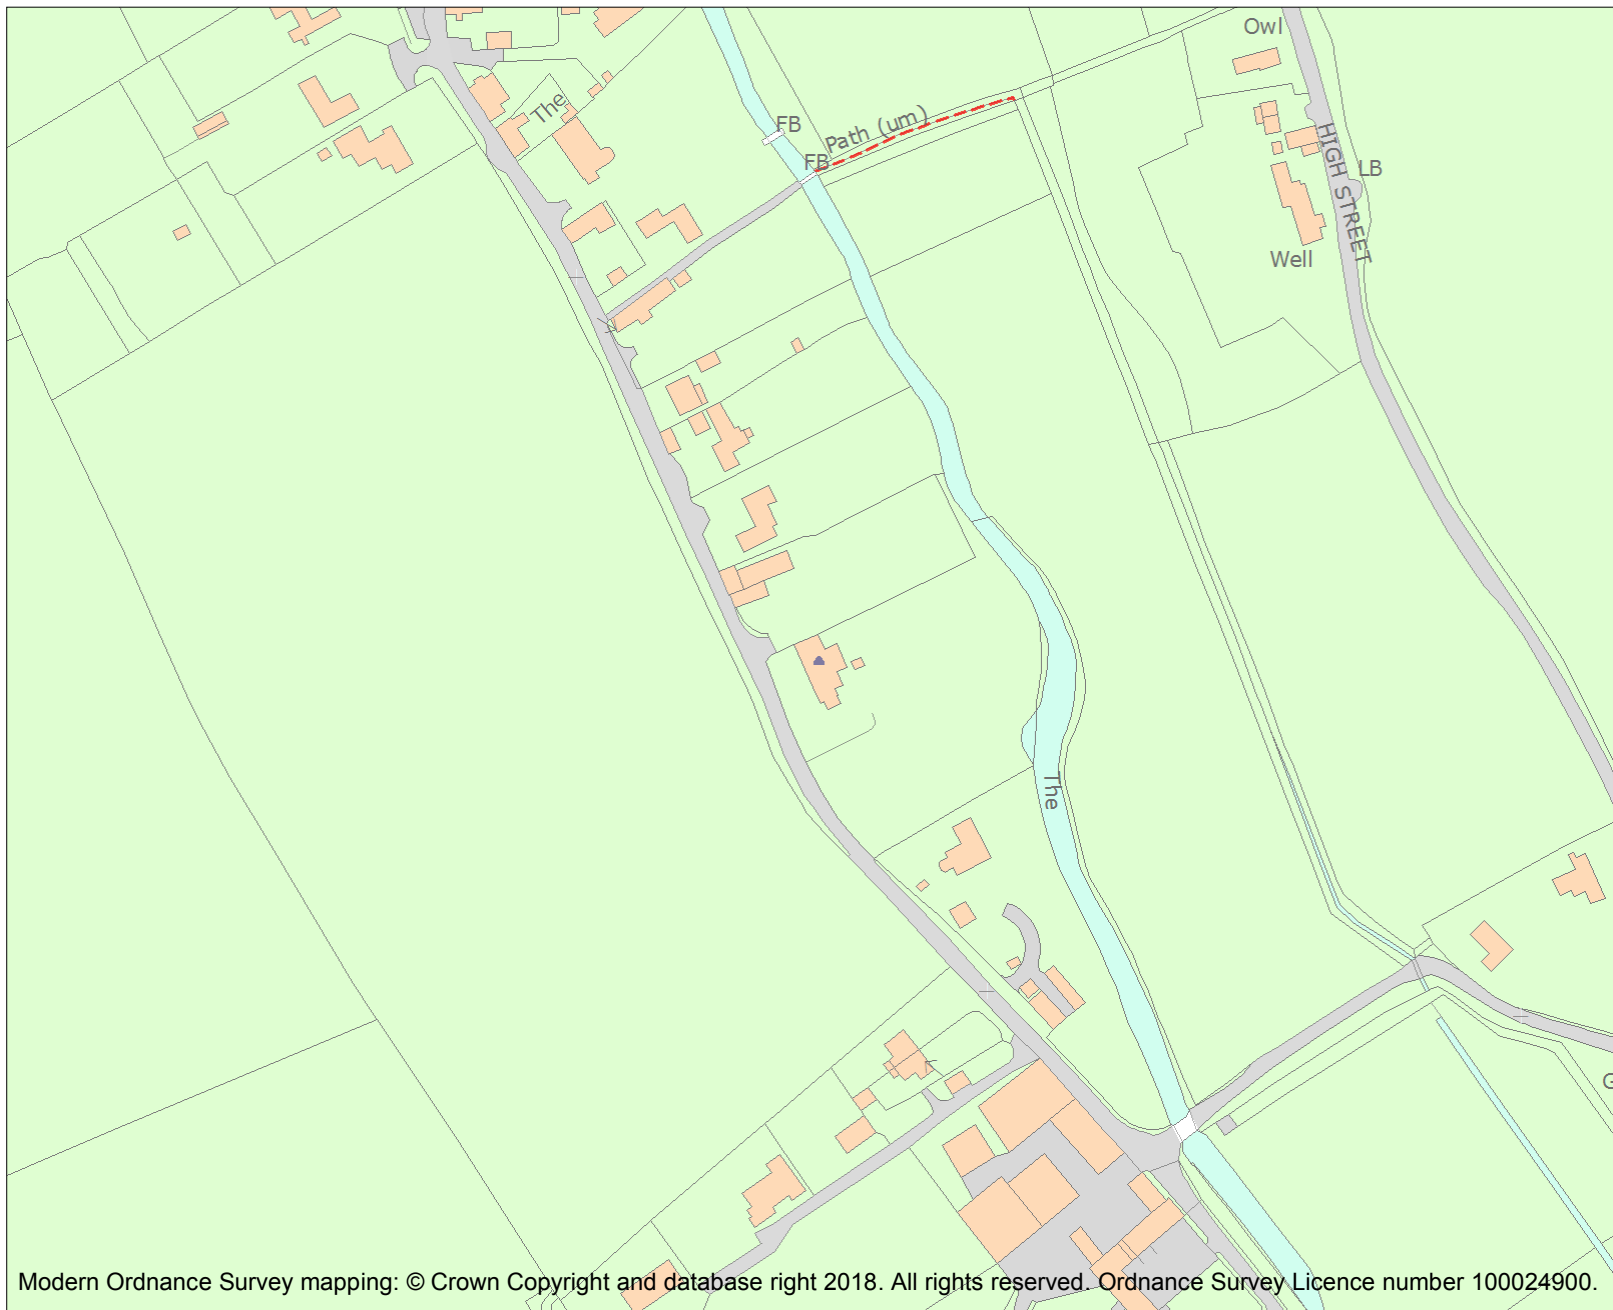 Owl
The
FB
Path (um)
FB
HIGH STREET
LB
Well
The
G
Modern Ordnance Survey mapping: © Crown Copyright and database right 2018. All rights reserved. Ordnance Survey Licence number 100024900.